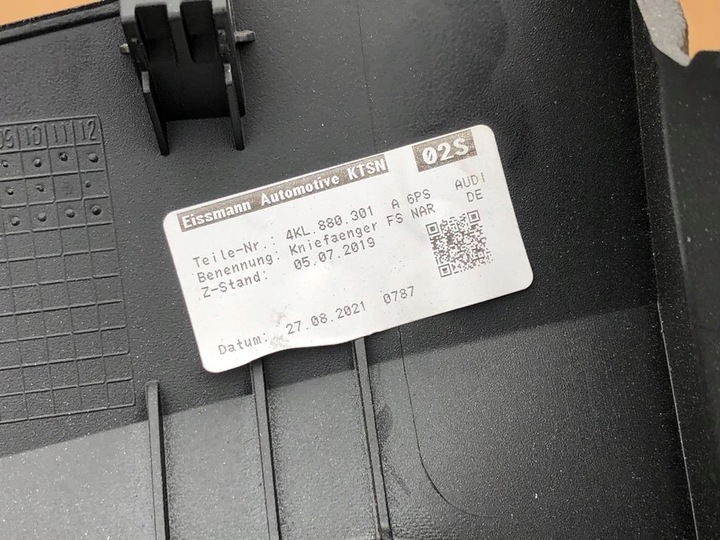 09 10 11 12
Eissmann Automotive KTSN 02S
Teile-Nr.: 4KL.880.301 A 6PS AUDI
Benennung: Kniefaenger FS NAR DE
Z-Stand: 05.07.2019
Datum: 27.08.2021 0787